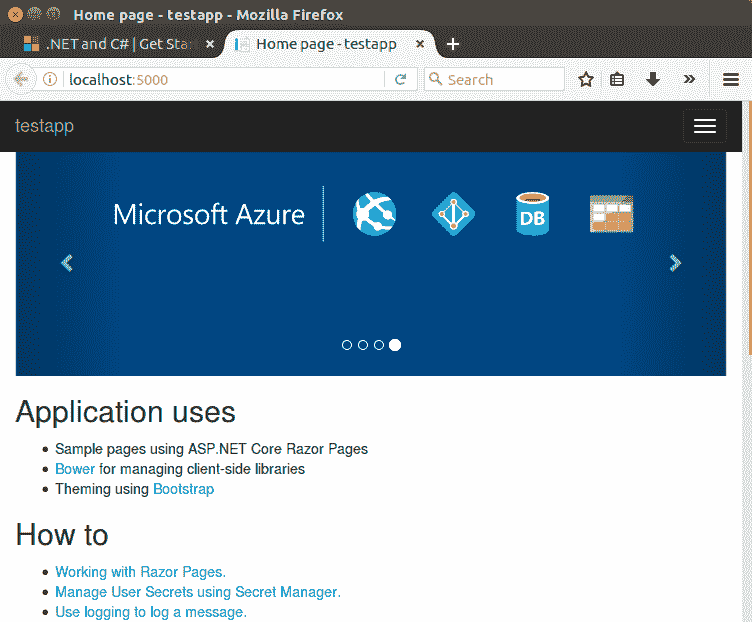 Home page - testapp - Mozilla Firefox
.NET and C# | Get Sta
Home page - testapp
localhost:5000
Search
testapp
Microsoft Azure
DB
Application uses
Sample pages using ASP.NET Core Razor Pages
Bower for managing client-side libraries
Theming using Bootstrap
How to
Working with Razor Pages.
Manage User Secrets using Secret Manager.
Use logging to log a message.